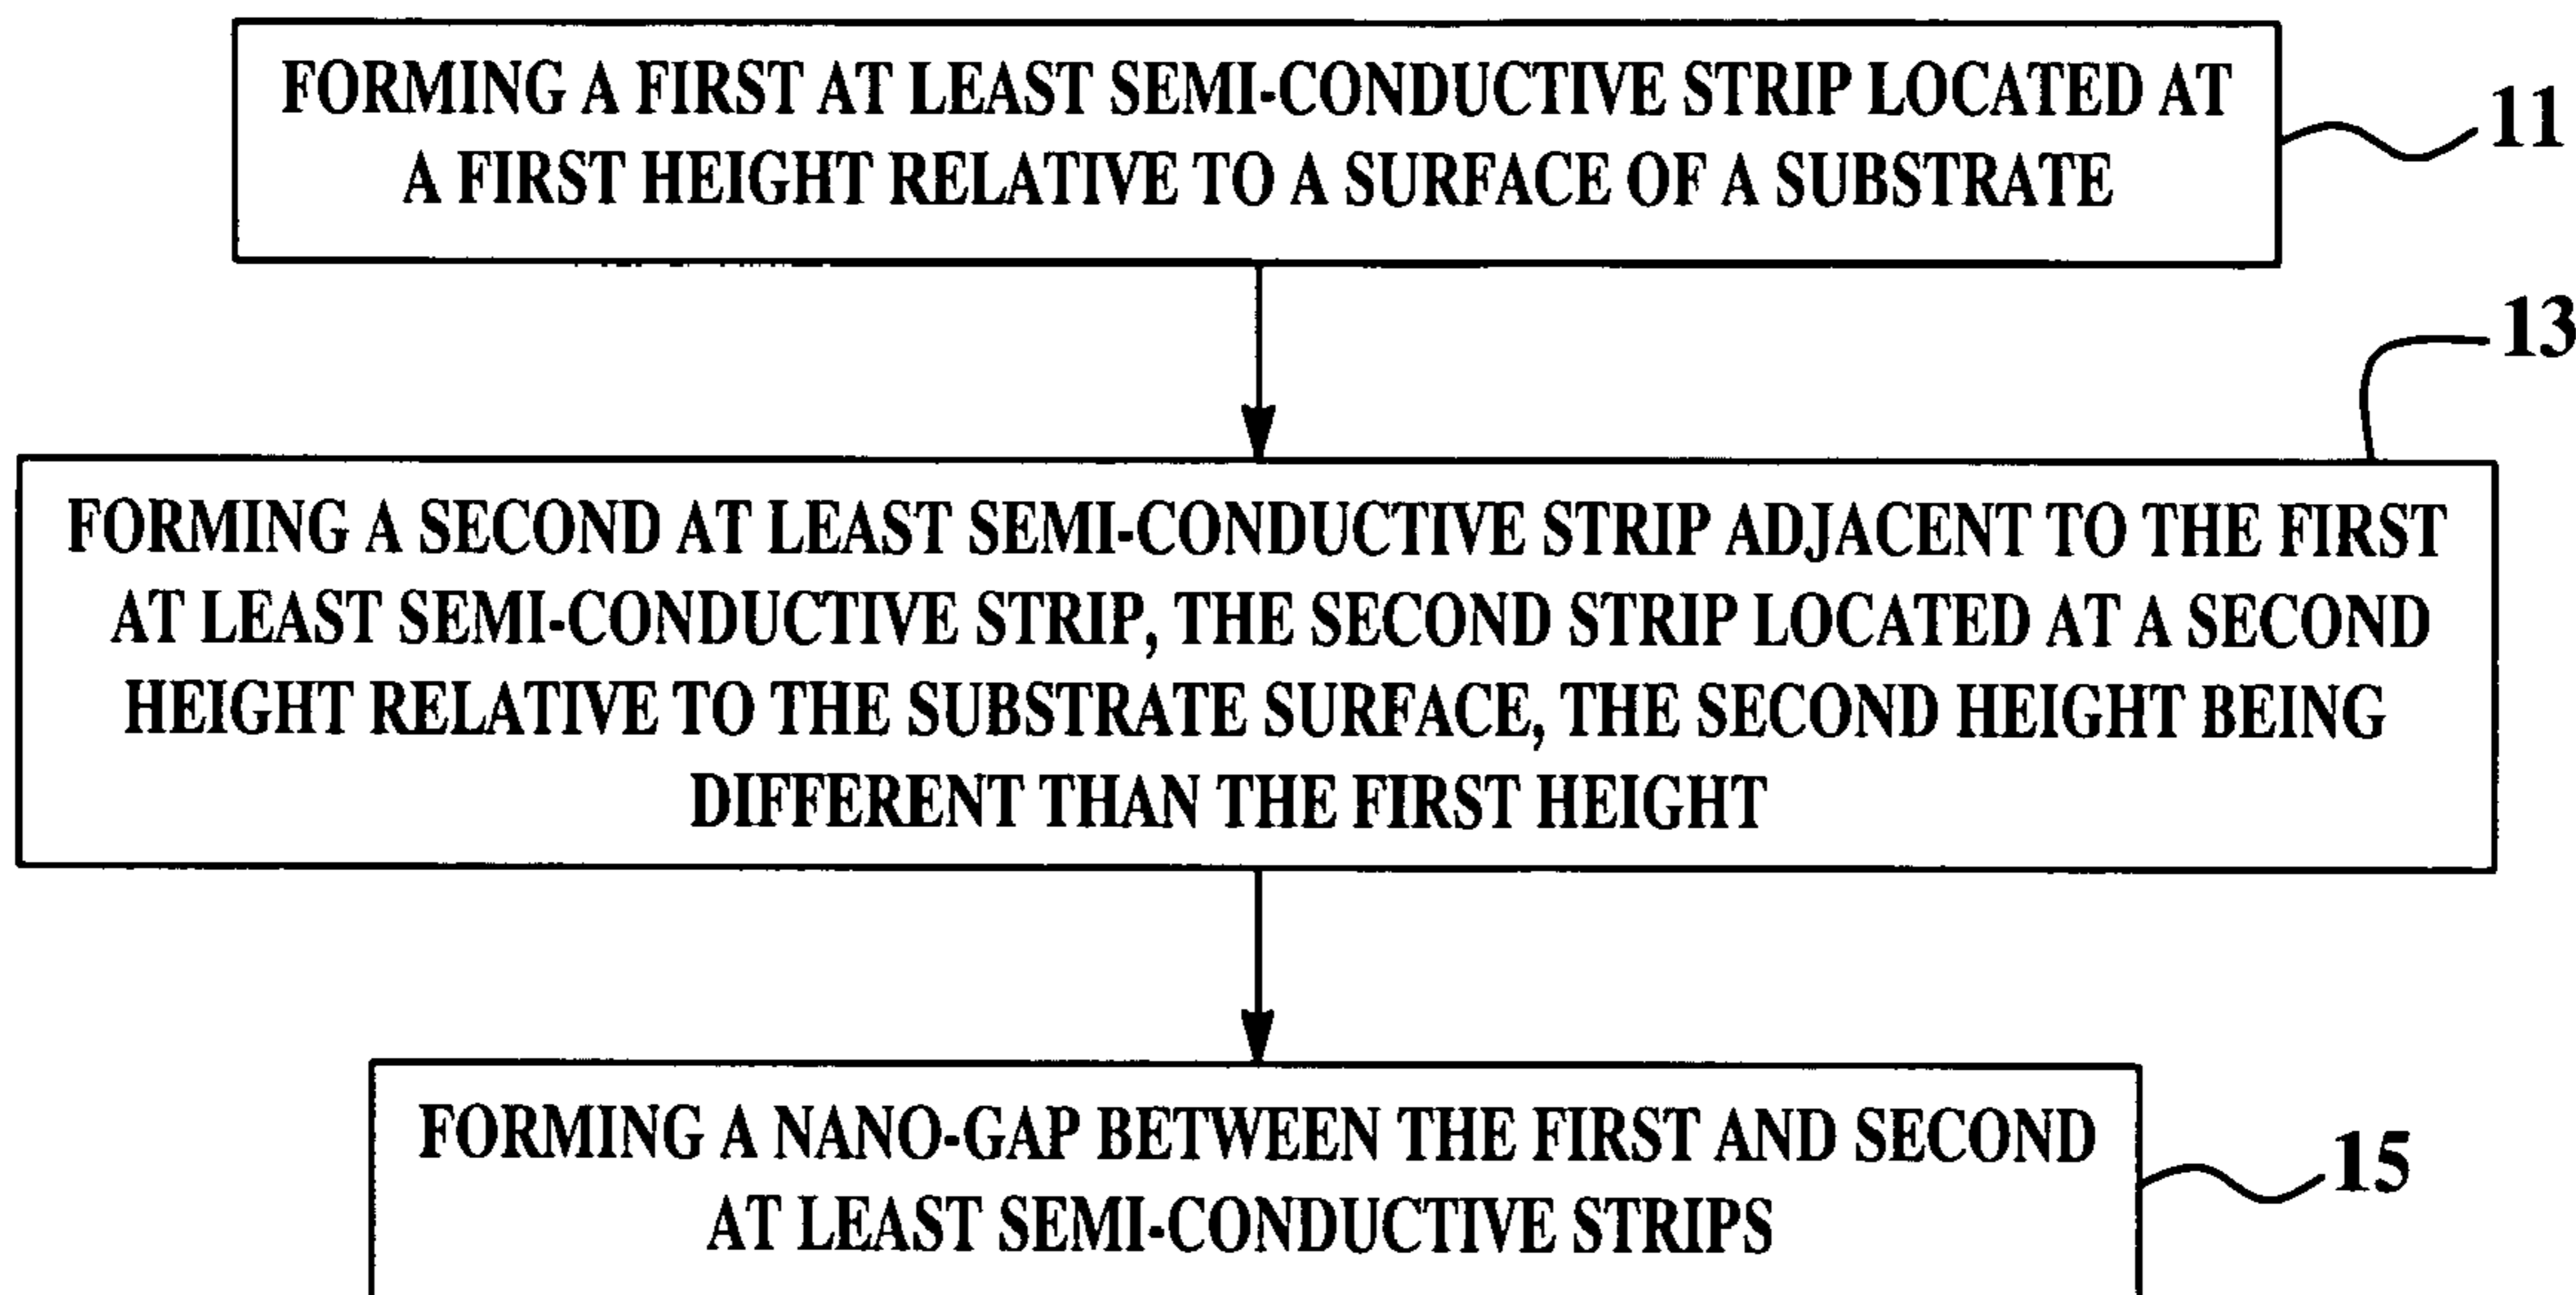 FORMING A FIRST AT LEAST SEMI-CONDUCTIVE STRIP LOCATED AT
A FIRST HEIGHT RELATIVE TO A SURFACE OF A SUBSTRATE
11
13
FORMING A SECOND AT LEAST SEMI-CONDUCTIVE STRIP ADJACENT TO THE FIRST
AT LEAST SEMI-CONDUCTIVE STRIP, THE SECOND STRIP LOCATED AT A SECOND
HEIGHT RELATIVE TO THE SUBSTRATE SURFACE, THE SECOND HEIGHT BEING
DIFFERENT THAN THE FIRST HEIGHT
FORMING A NANO-GAP BETWEEN THE FIRST AND SECOND
AT LEAST SEMI-CONDUCTIVE STRIPS
15